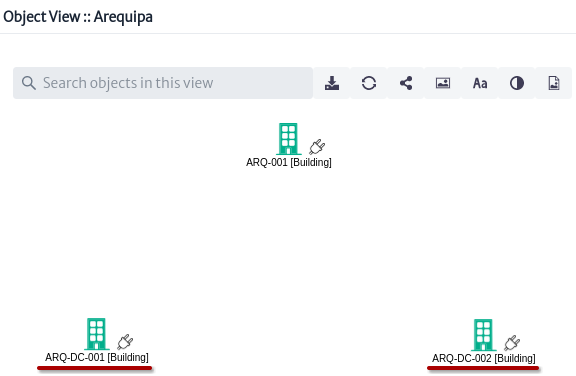 Object View :: Arequipa
Search objects in this view
Aa
ARQ-001 [Building]
ARQ-DC-001 [Building]
ARQ-DC-002 [Building]